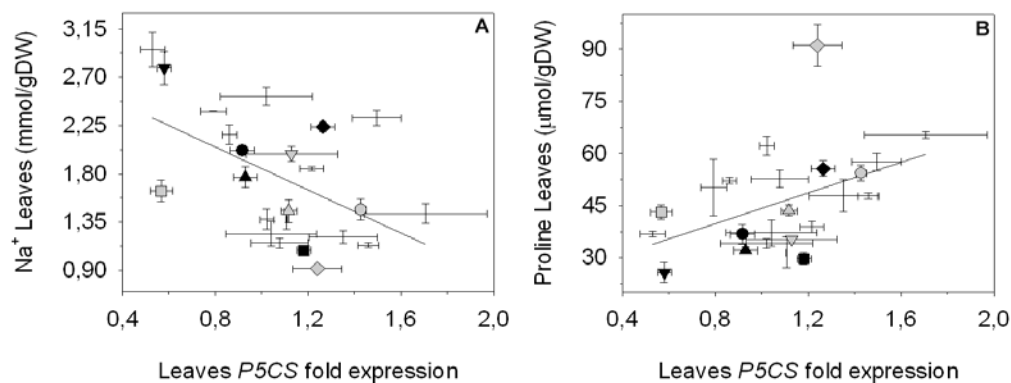 A
Na⁺ Leaves (mmol/gDW)
3,15
2,70
2,25
1,80
1,35
0,90
0,4 0,8 1,2 1,6 2,0
Leaves P5CS fold expression
B
Proline Leaves (μmol/gDW)
90
75
60
45
30
0,4 0,8 1,2 1,6 2,0
Leaves P5CS fold expression